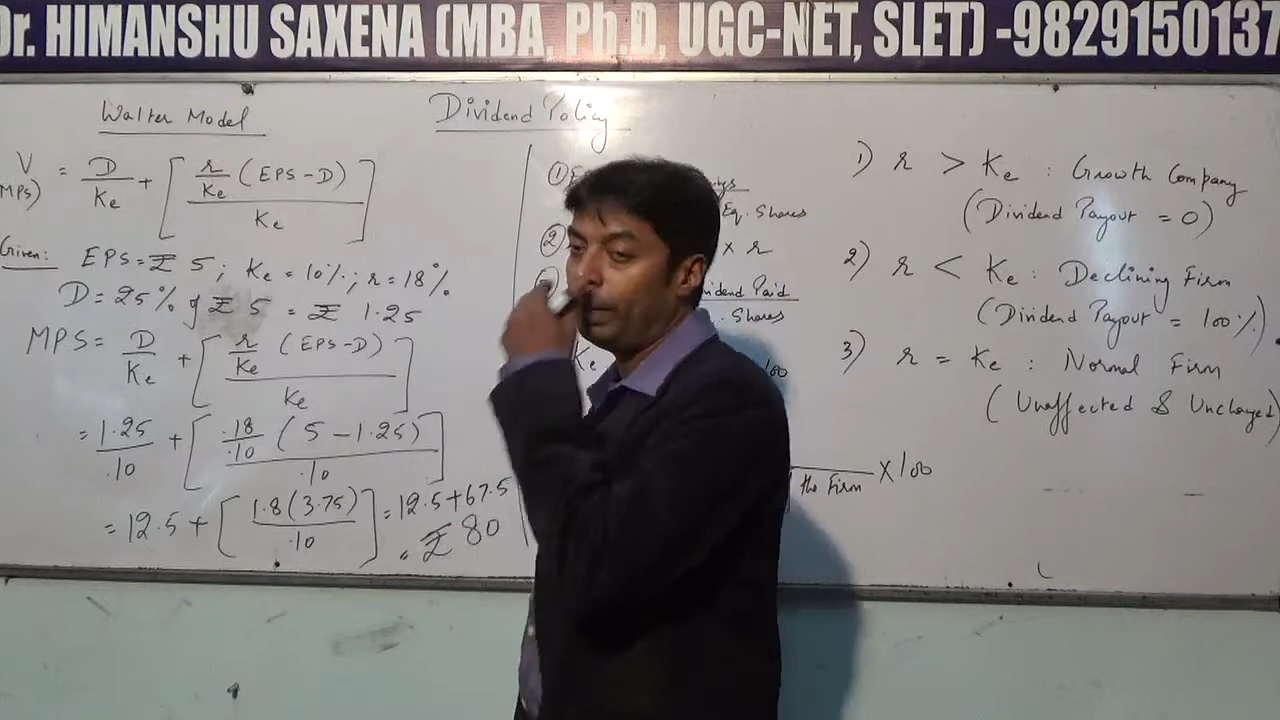 Dr. HIMANSHU SAXENA (MBA, Ph.D, UGC-NET, SLET) -9829150137
Walter Model
Dividend Policy
V = D/Ke + [r/Ke (EPS-D) / Ke]
MPS)
Given: EPS = ₹ 5 ; Ke = 10% ; r = 18%
D = 25% of ₹ 5 = ₹ 1.25
MPS = D/Ke + [r/Ke (EPS-D) / Ke]
= 1.25/.10 + [.18/.10 (5 - 1.25) / .10]
= 12.5 + [1.8 (3.75) / .10] = 12.5 + 67.5
= ₹ 80
①
Eq. Shares
② x r
Paid
Shares
Ke
the Firm x 100
1) r > Ke : Growth Company
(Dividend Payout = 0)
2) r < Ke : Declining Firm
(Dividend Payout = 100%)
3) r = Ke : Normal Firm
(Unaffected & Unchanged)